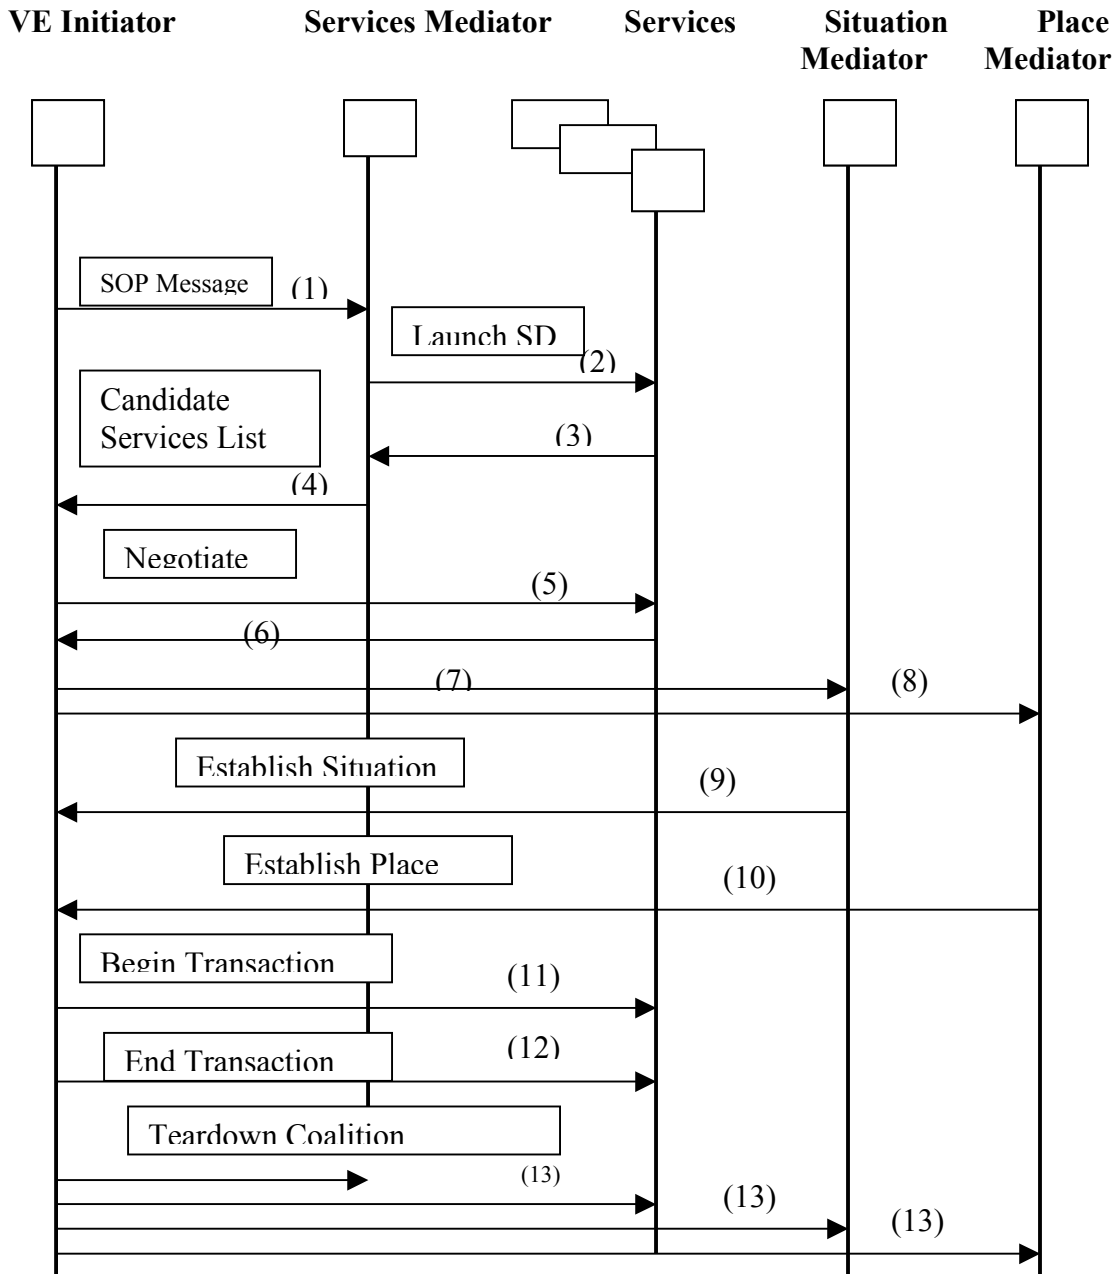 VE Initiator Services Mediator Services Situation Place
Mediator Mediator
SOP Message (1)
Launch SD
(2)
Candidate
Services List
(3)
(4)
Negotiate
(5)
(6)
(7) (8)
Establish Situation
(9)
Establish Place
(10)
Begin Transaction
(11)
End Transaction
(12)
Teardown Coalition
(13)
(13)
(13)